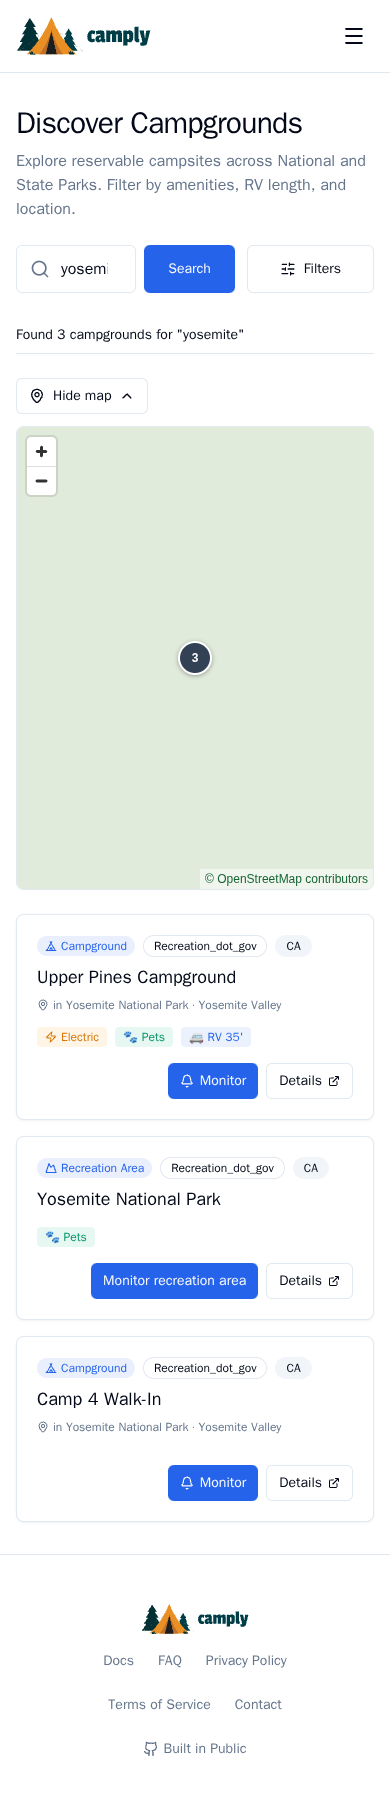 camply
Discover Campgrounds
Explore reservable campsites across National and
State Parks. Filter by amenities, RV length, and
location.
yosemi
Search
Filters
Found 3 campgrounds for "yosemite"
Hide map
3
© OpenStreetMap contributors
Campground Recreation_dot_gov CA
Upper Pines Campground
in Yosemite National Park · Yosemite Valley
Electric Pets RV 35'
Monitor Details
Recreation Area Recreation_dot_gov CA
Yosemite National Park
Pets
Monitor recreation area Details
Campground Recreation_dot_gov CA
Camp 4 Walk-In
in Yosemite National Park · Yosemite Valley
Monitor Details
camply
Docs FAQ Privacy Policy
Terms of Service Contact
Built in Public